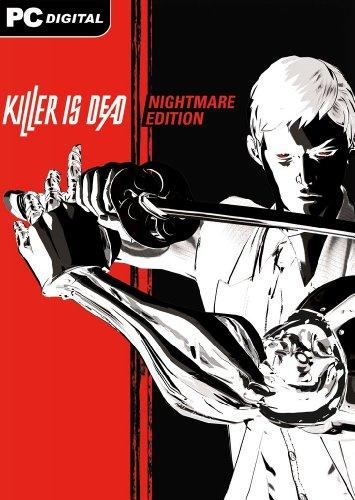 PC DIGITAL
KILLER IS DEAD
NIGHTMARE
EDITION